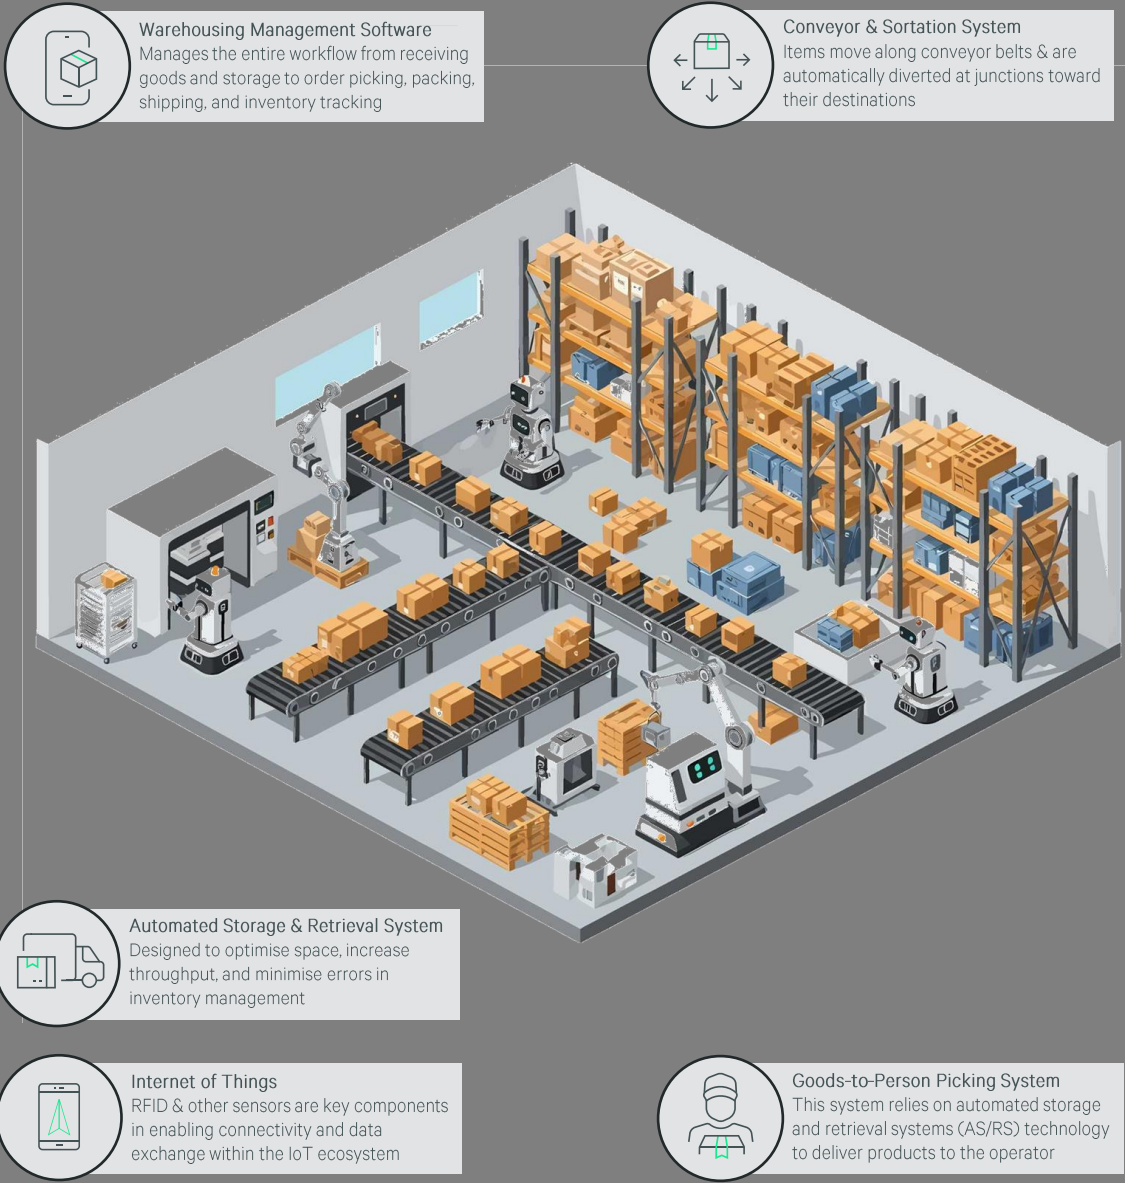 Warehousing Management Software
Manages the entire workflow from receiving
goods and storage to order picking, packing,
shipping, and inventory tracking
Conveyor & Sortation System
Items move along conveyor belts & are
automatically diverted at junctions toward
their destinations
Automated Storage & Retrieval System
Designed to optimise space, increase
throughput, and minimise errors in
inventory management
Internet of Things
RFID & other sensors are key components
in enabling connectivity and data
exchange within the IoT ecosystem
Goods-to-Person Picking System
This system relies on automated storage
and retrieval systems (AS/RS) technology
to deliver products to the operator